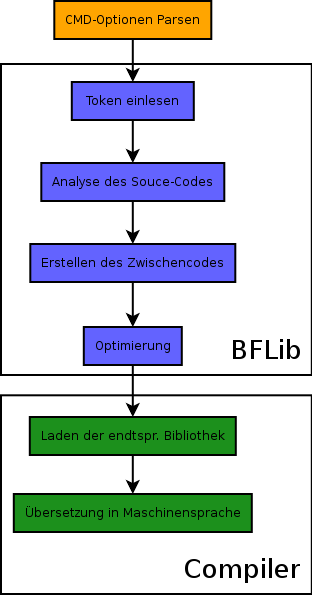 CMD-Optionen Parsen
Token einlesen
Analyse des Souce-Codes
Erstellen des Zwischencodes
Optimierung
BFLib
Laden der endtspr. Bibliothek
Übersetzung in Maschinensprache
Compiler